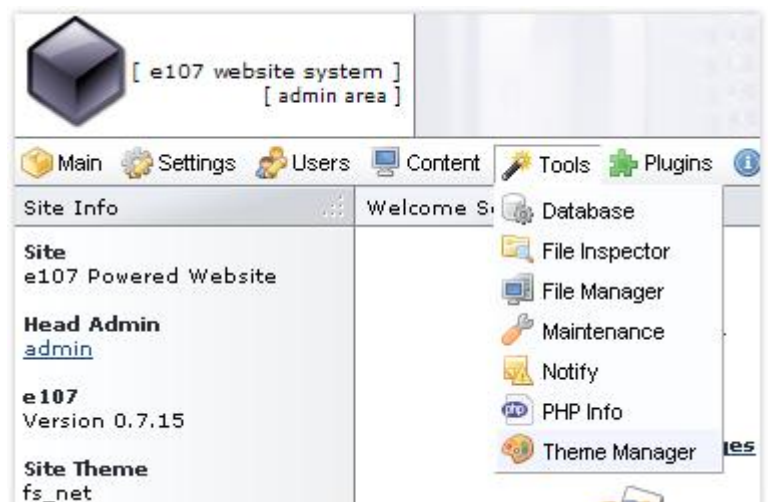 [ e107 website system ]
[ admin area ]
Main Settings Users Content Tools Plugins
Site Info
Welcome
Database
File Inspector
File Manager
Maintenance
Notify
PHP Info
Theme Manager
Site
e107 Powered Website
Head Admin
admin
e107
Version 0.7.15
Site Theme
fs_net